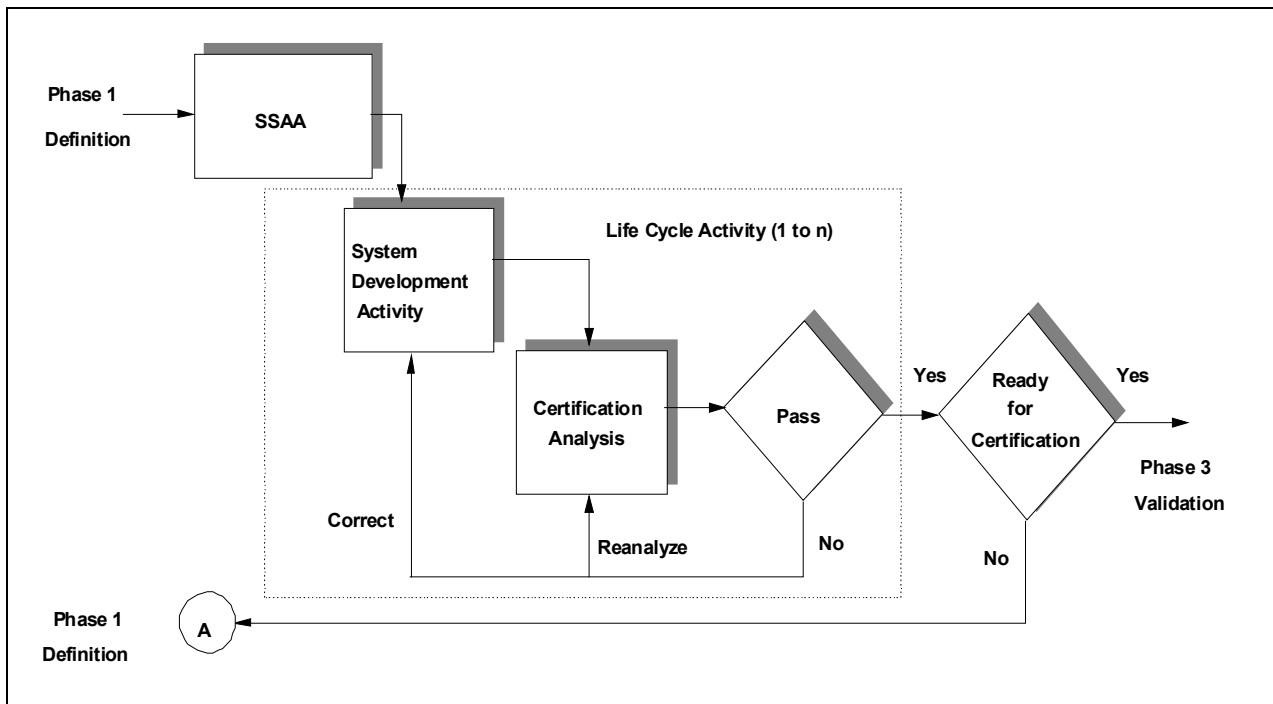 Phase 1
Definition
SSAA
Life Cycle Activity (1 to n)
System
Development
Activity
Certification
Analysis
Pass
Yes
Ready
for
Certification
Yes
Phase 3
Validation
Correct
Reanalyze
No
No
Phase 1
Definition
A